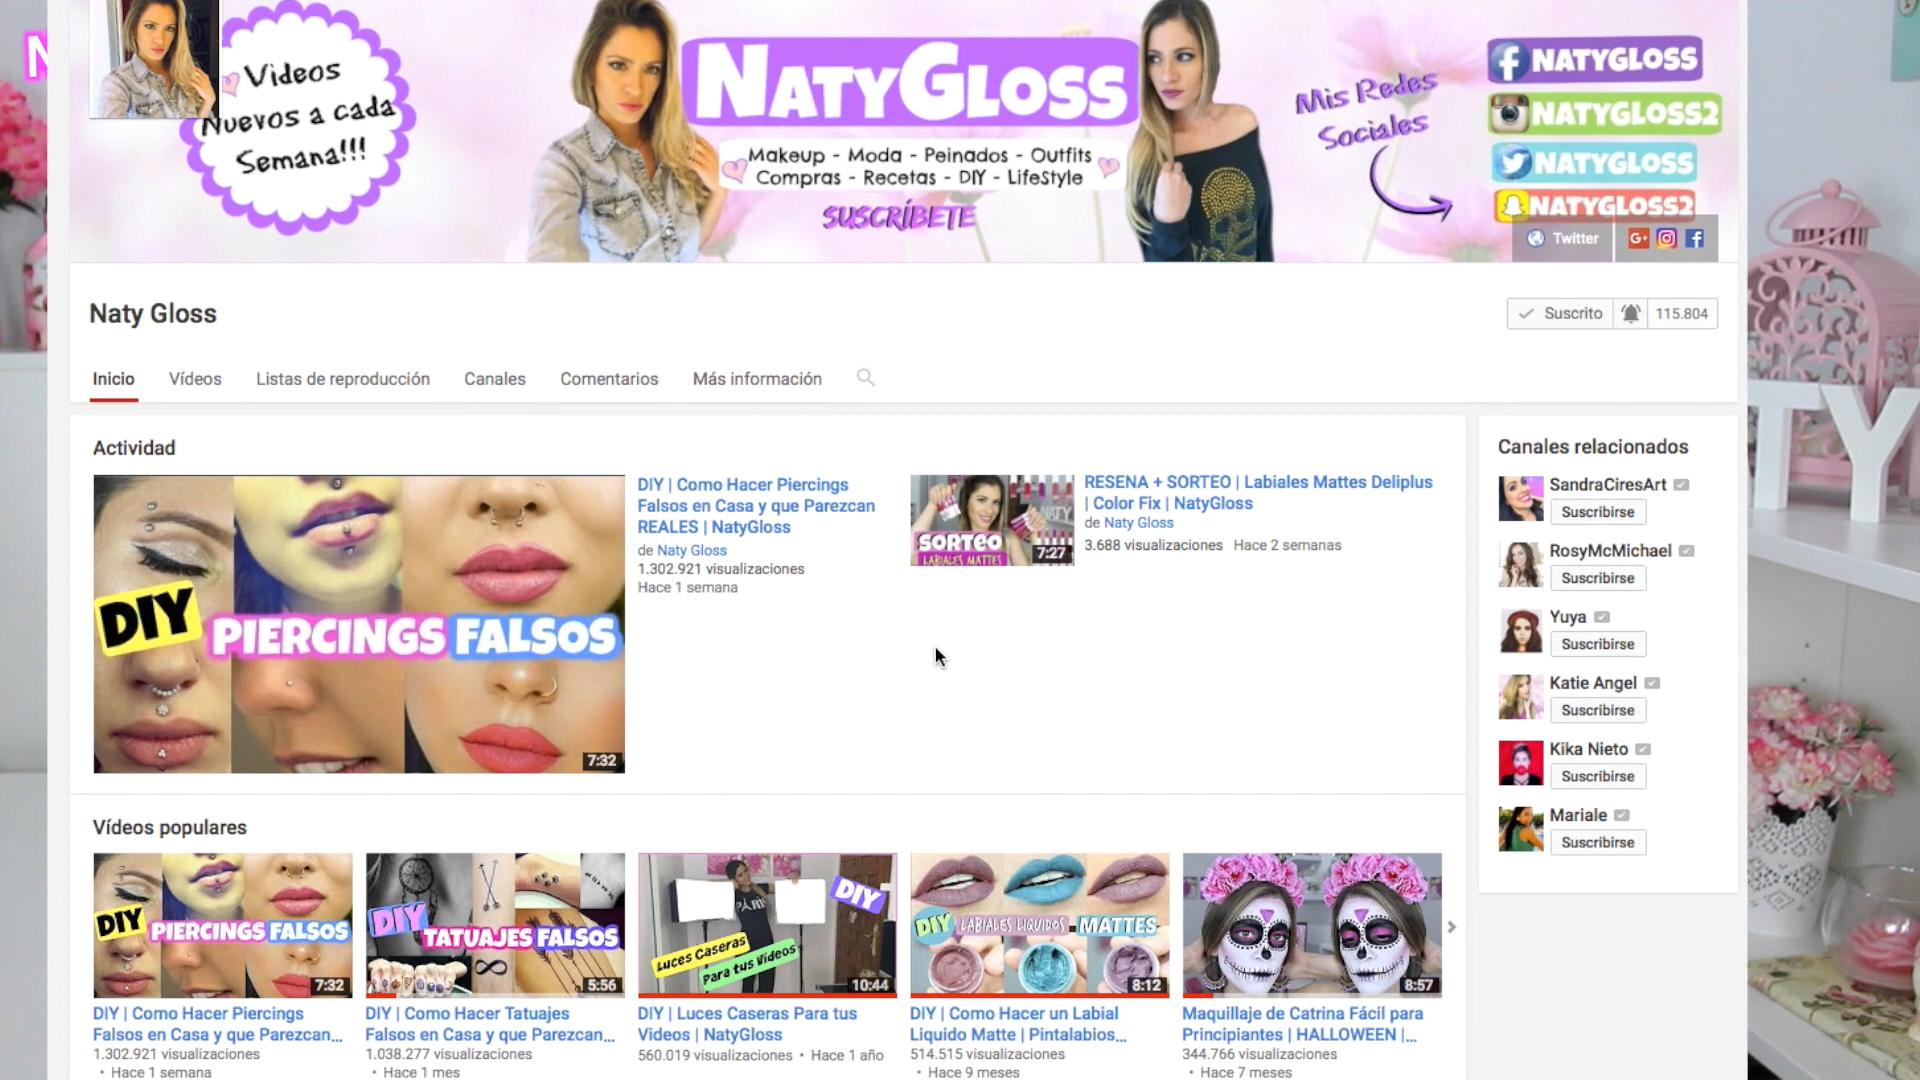 Videos
Nuevos a cada
Semana!!!
NATYGLOSS
Makeup - Moda - Peinados - Outfits
Compras - Recetas - DIY - LifeStyle
SUSCRÍBETE
Mis Redes
Sociales
NATYGLOSS
NATYGLOSS2
NATYGLOSS
NATYGLOSS2
Twitter
Naty Gloss
Suscrito
115.804
Inicio
Vídeos
Listas de reproducción
Canales
Comentarios
Más información
Actividad
DIY
PIERCINGS FALSOS
7:32
DIY | Como Hacer Piercings
Falsos en Casa y que Parezcan
REALES | NatyGloss
de Naty Gloss
1.302.921 visualizaciones
Hace 1 semana
SORTEO
LABIALES MATTES
7:27
RESENA + SORTEO | Labiales Mattes Deliplus
| Color Fix | NatyGloss
de Naty Gloss
3.688 visualizaciones Hace 2 semanas
Canales relacionados
SandraCiresArt
Suscribirse
RosyMcMichael
Suscribirse
Yuya
Suscribirse
Katie Angel
Suscribirse
Kika Nieto
Suscribirse
Mariale
Suscribirse
Vídeos populares
DIY
PIERCINGS FALSOS
7:32
DIY | Como Hacer Piercings
Falsos en Casa y que Parezcan...
1.302.921 visualizaciones
• Hace 1 semana
DIY
TATUAJES FALSOS
5:56
DIY | Como Hacer Tatuajes
Falsos en Casa y que Parezcan...
1.038.277 visualizaciones
• Hace 1 mes
DIY
PARIS
Luces Caseras
Para tus Vídeos
10:44
DIY | Luces Caseras Para tus
Videos | NatyGloss
560.019 visualizaciones • Hace 1 año
DIY LABIALES LIQUIDOS MATTES
8:12
DIY | Como Hacer un Labial
Liquido Matte | Pintalabios...
514.515 visualizaciones
• Hace 9 meses
8:57
Maquillaje de Catrina Fácil para
Principiantes | HALLOWEEN |...
344.766 visualizaciones
• Hace 7 meses
TY
N